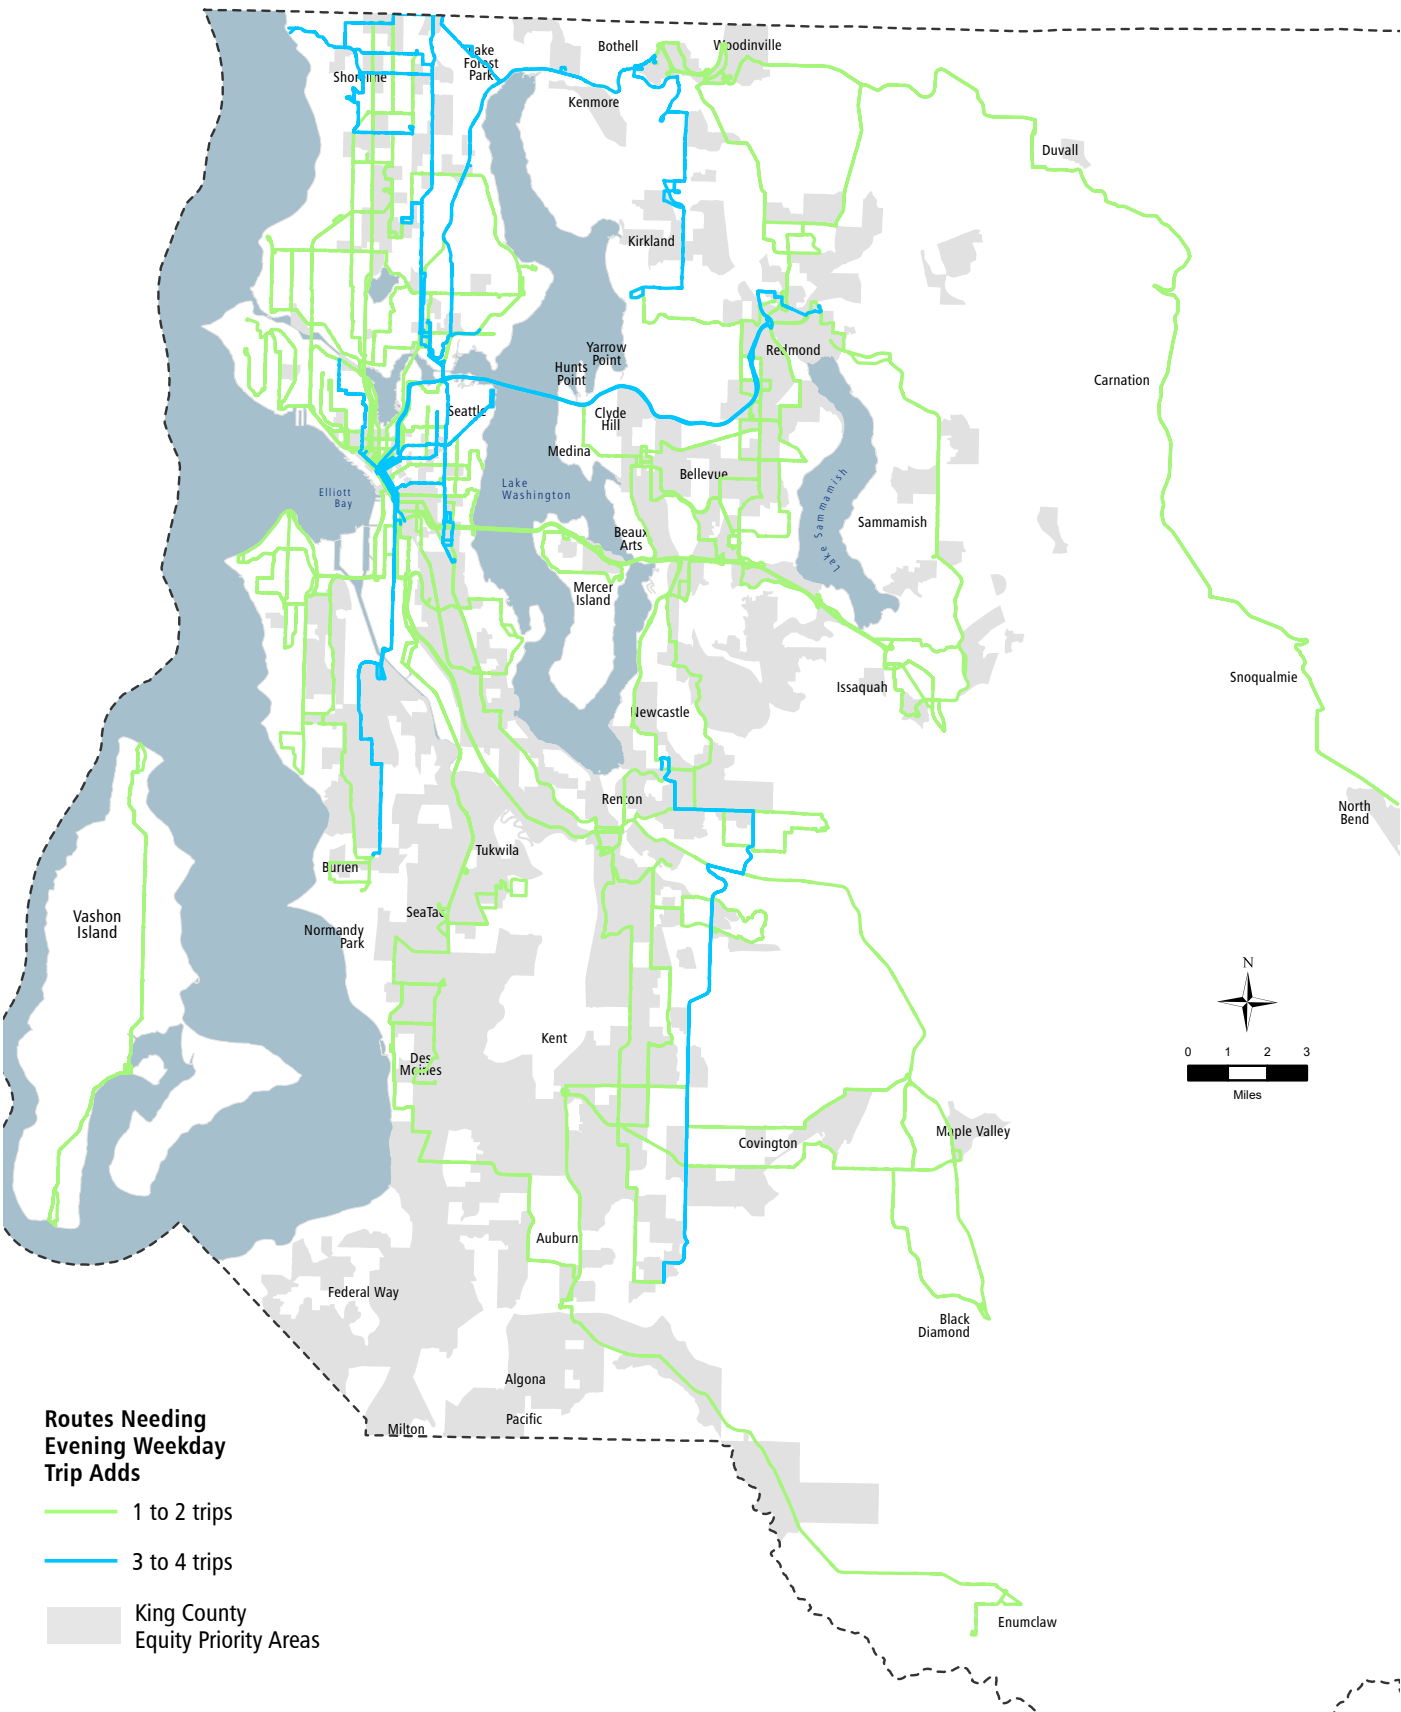 Bothell
Woodinville
Lake
Forest
Park
Shoreline
Kenmore
Duvall
Kirkland
Yarrow
Point
Redmond
Hunts
Point
Carnation
Seattle
Clyde
Hill
Medina
Bellevue
Lake
Washington
Elliott
Bay
Lake Sammamish
Sammamish
Beaux
Arts
Mercer
Island
Issaquah
Snoqualmie
Newcastle
Renton
North
Bend
Tukwila
Burien
Vashon
Island
SeaTac
Normandy
Park
N
Kent
0 1 2 3
Miles
Des
Moines
Covington
Maple Valley
Auburn
Federal Way
Black
Diamond
Algona
Pacific
Milton
Routes Needing
Evening Weekday
Trip Adds
1 to 2 trips
3 to 4 trips
King County
Equity Priority Areas
Enumclaw